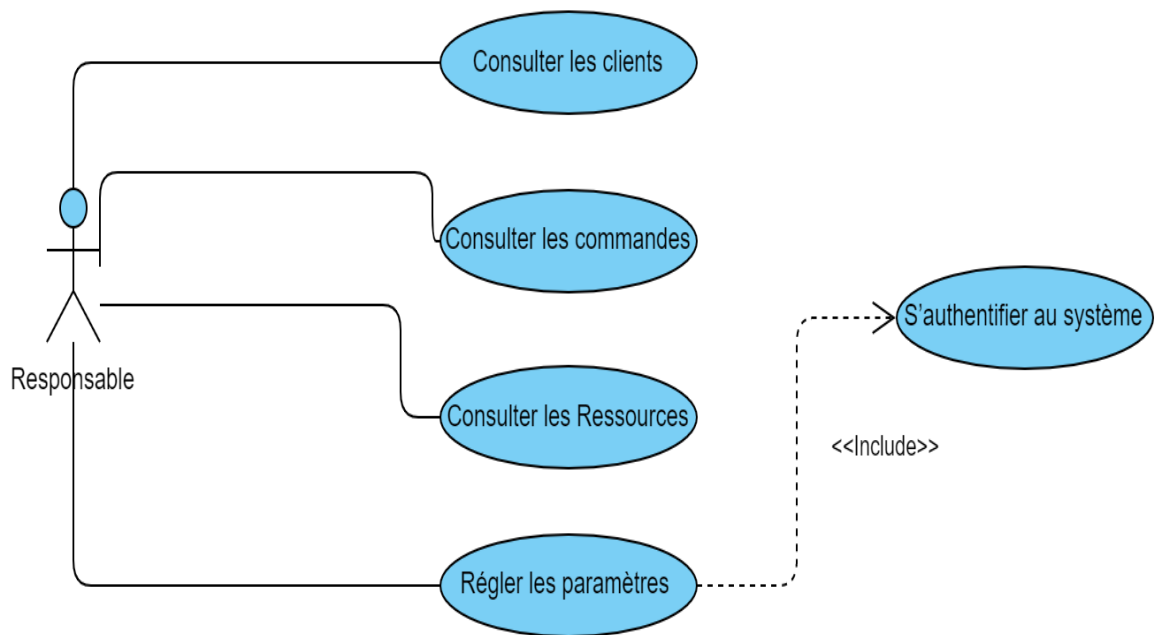 Consulter les clients
Consulter les commandes
S’authentifier au système
Responsable
Consulter les Ressources
<<Include>>
Régler les paramètres